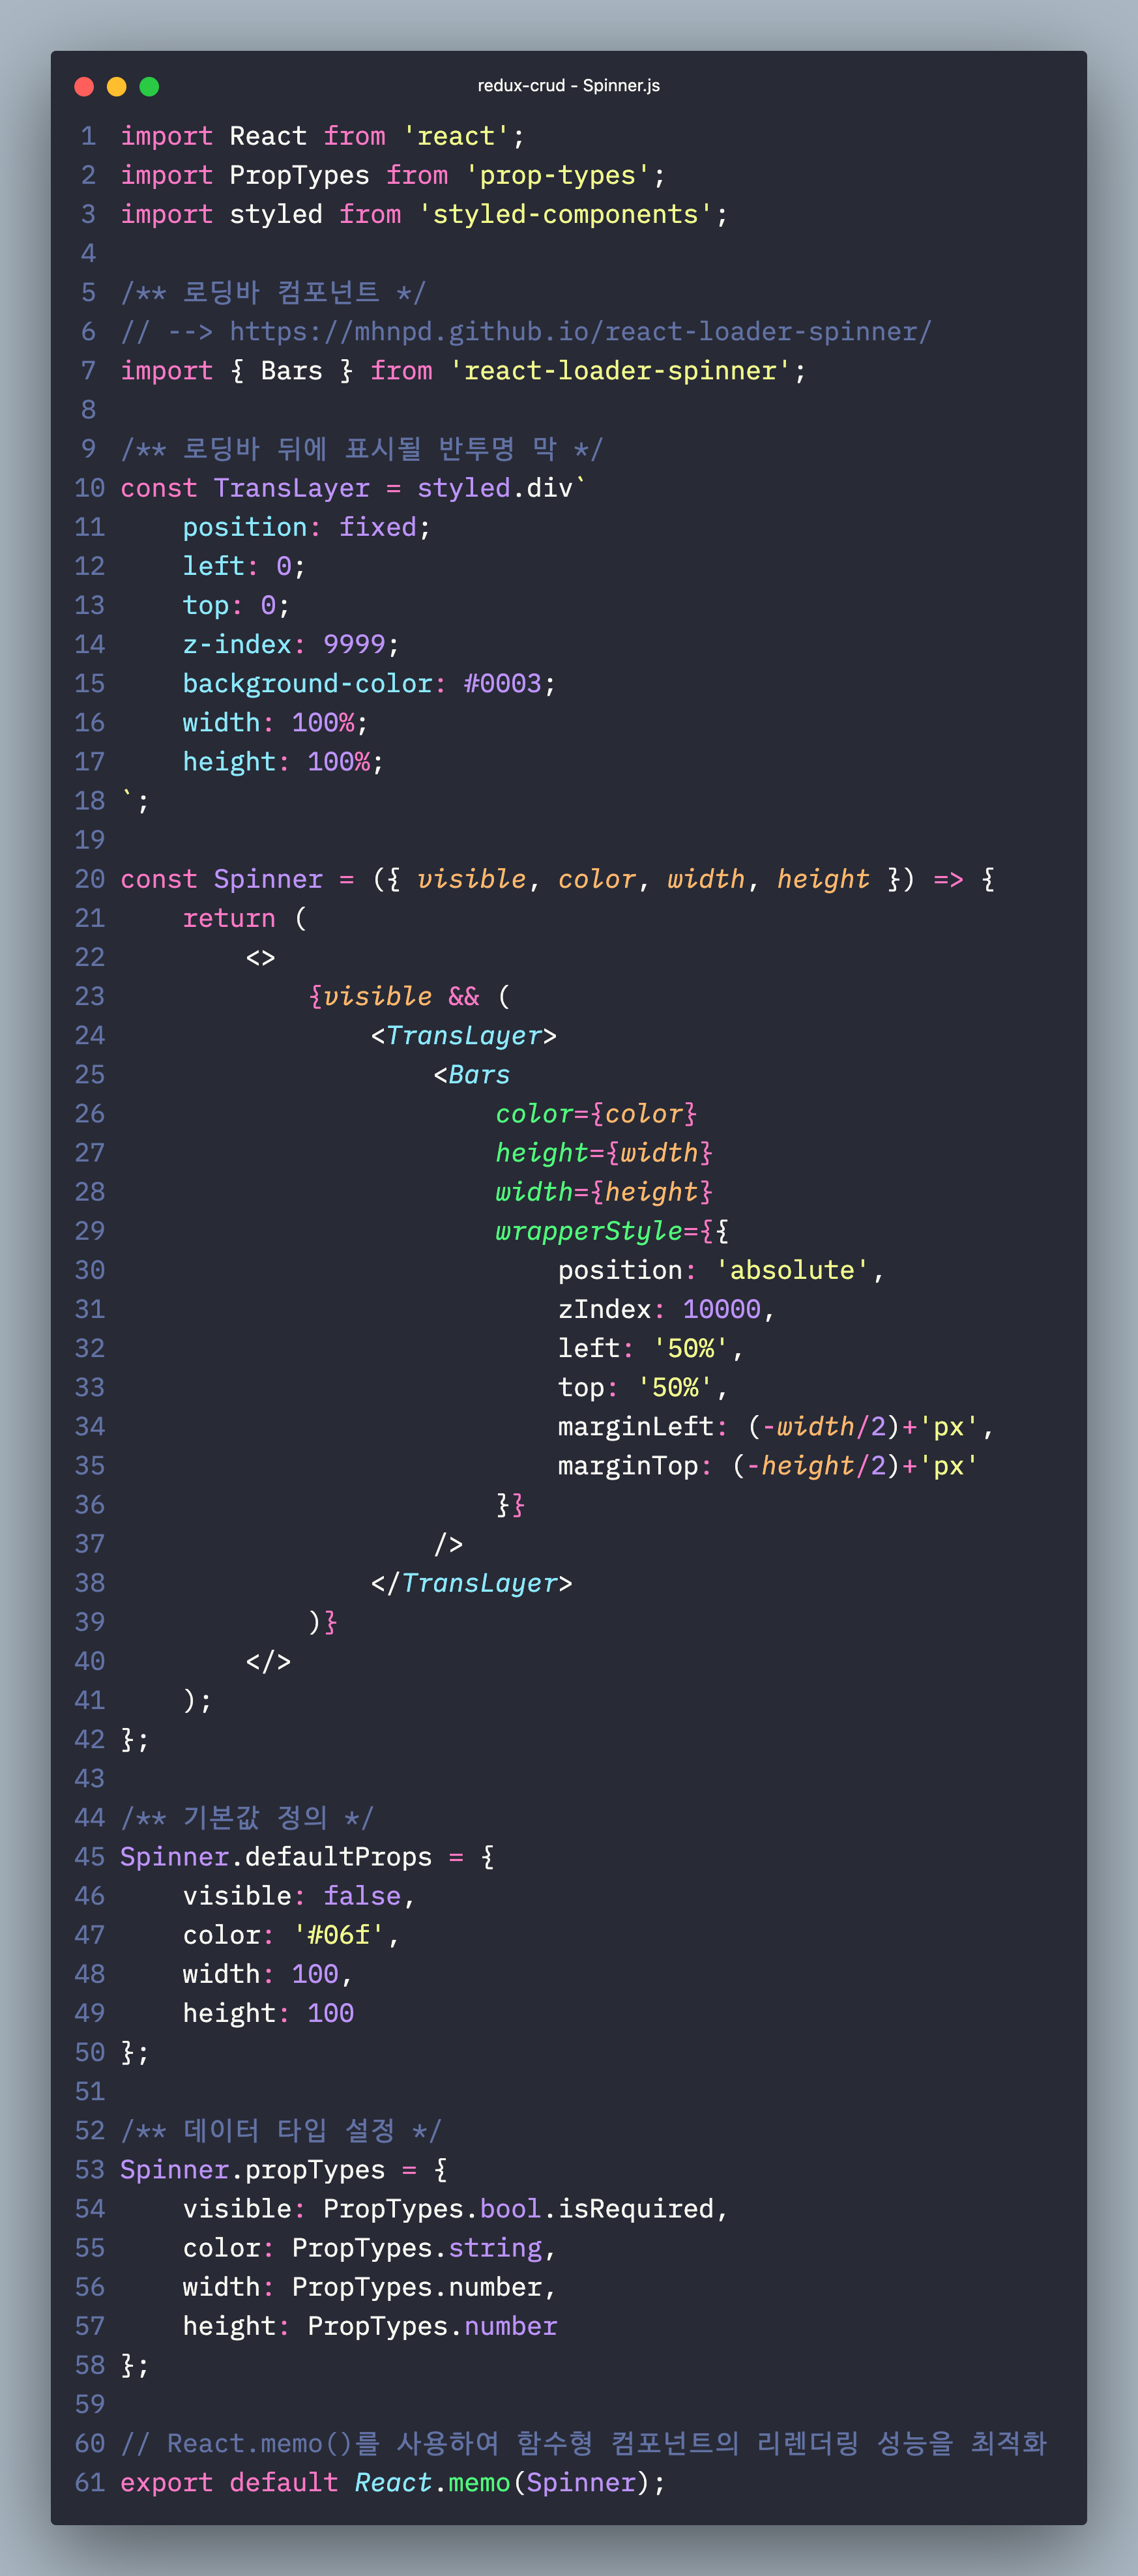 redux-crud - Spinner.js
1 import React from 'react';
2 import PropTypes from 'prop-types';
3 import styled from 'styled-components';
4
5 /** 로딩바 컴포넌트 */
6 // --> https://mhnpd.github.io/react-loader-spinner/
7 import { Bars } from 'react-loader-spinner';
8
9 /** 로딩바 뒤에 표시될 반투명 막 */
10 const TransLayer = styled.div`
11     position: fixed;
12     left: 0;
13     top: 0;
14     z-index: 9999;
15     background-color: #0003;
16     width: 100%;
17     height: 100%;
18 `;
19
20 const Spinner = ({ visible, color, width, height }) => {
21     return (
22         <>
23             {visible && (
24                 <TransLayer>
25                     <Bars
26                         color={color}
27                         height={width}
28                         width={height}
29                         wrapperStyle={{
30                             position: 'absolute',
31                             zIndex: 10000,
32                             left: '50%',
33                             top: '50%',
34                             marginLeft: (-width/2)+'px',
35                             marginTop: (-height/2)+'px'
36                         }}
37                     />
38                 </TransLayer>
39             )}
40         </>
41     );
42 };
43
44 /** 기본값 정의 */
45 Spinner.defaultProps = {
46     visible: false,
47     color: '#06f',
48     width: 100,
49     height: 100
50 };
51
52 /** 데이터 타입 설정 */
53 Spinner.propTypes = {
54     visible: PropTypes.bool.isRequired,
55     color: PropTypes.string,
56     width: PropTypes.number,
57     height: PropTypes.number
58 };
59
60 // React.memo()를 사용하여 함수형 컴포넌트의 리렌더링 성능을 최적화
61 export default React.memo(Spinner);